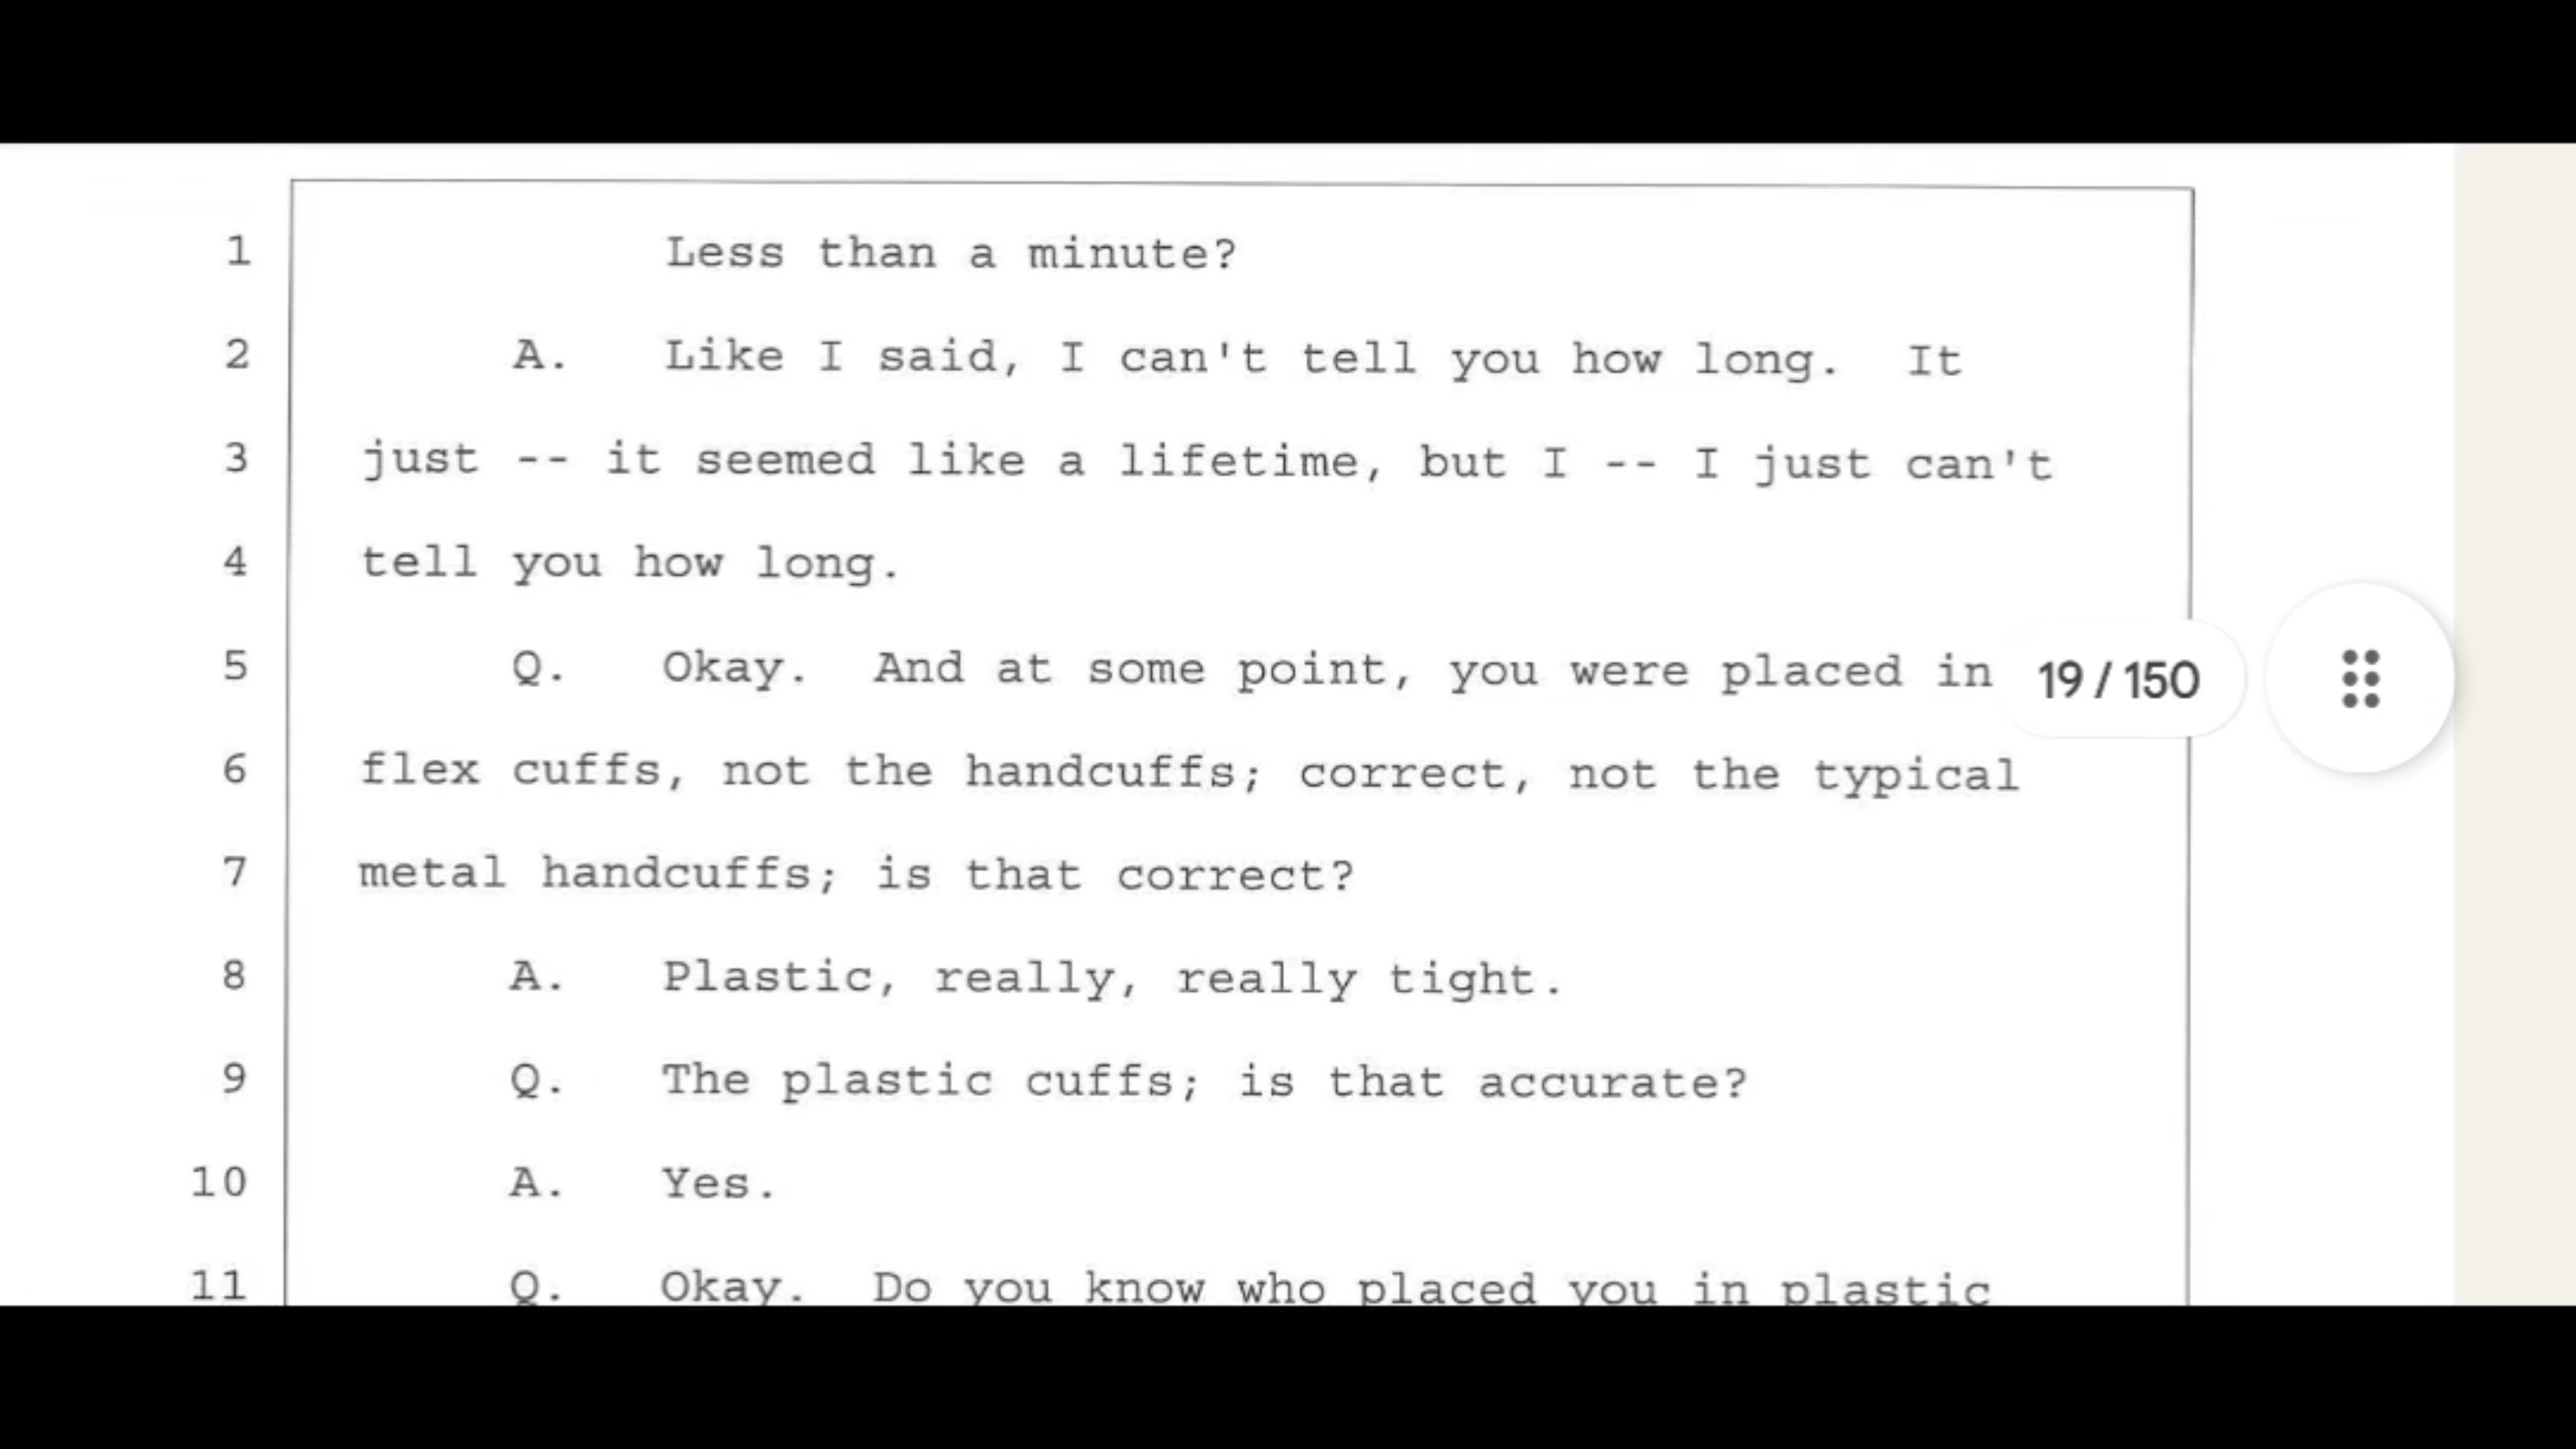 1 Less than a minute?
2 A. Like I said, I can't tell you how long. It
3 just -- it seemed like a lifetime, but I -- I just can't
4 tell you how long.
5 Q. Okay. And at some point, you were placed in 19 / 150
6 flex cuffs, not the handcuffs; correct, not the typical
7 metal handcuffs; is that correct?
8 A. Plastic, really, really tight.
9 Q. The plastic cuffs; is that accurate?
10 A. Yes.
11 Q. Okay. Do you know who placed you in plastic